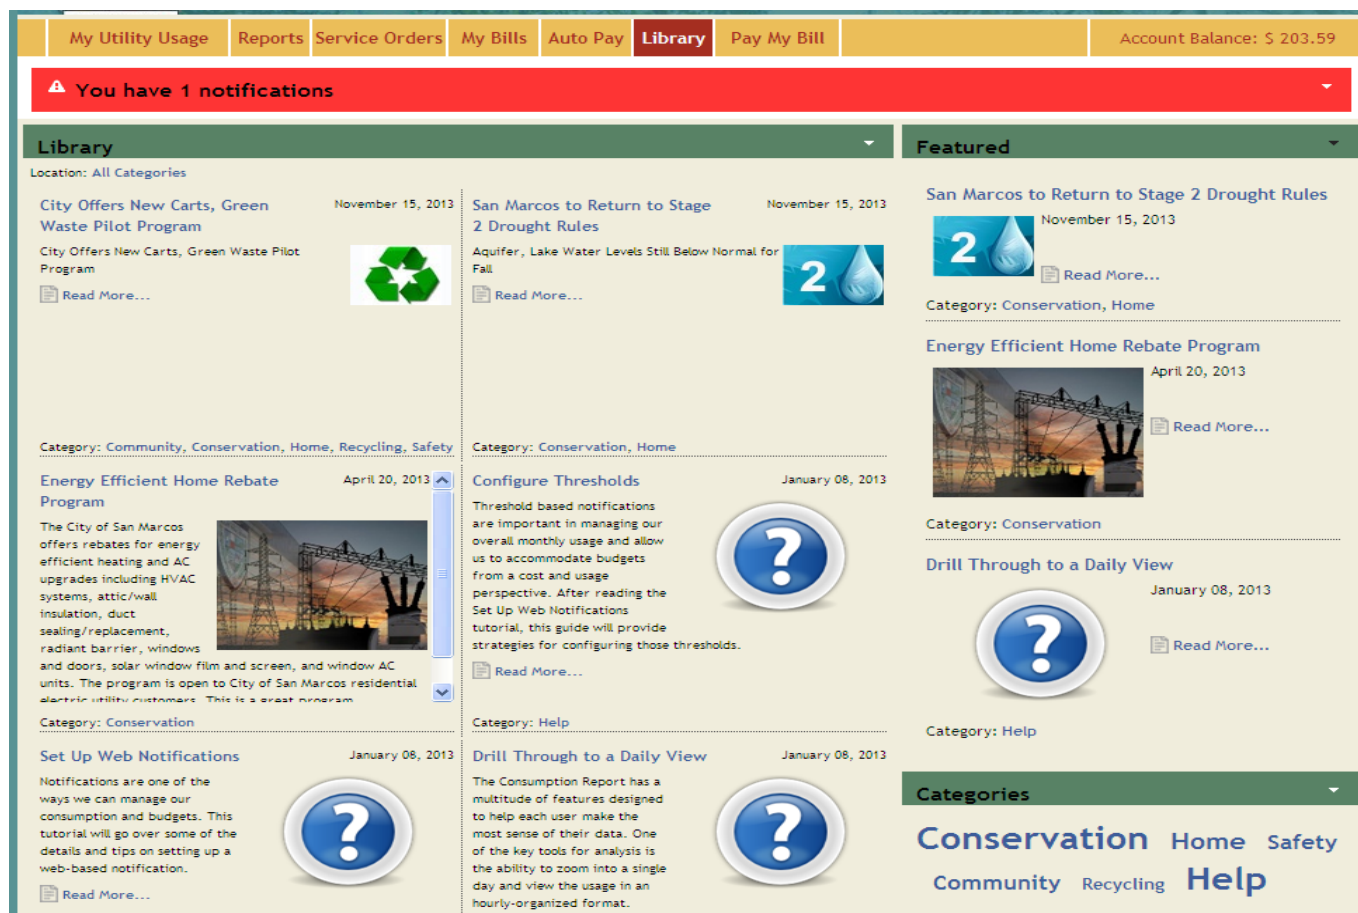 My Utility Usage Reports Service Orders My Bills Auto Pay Library Pay My Bill Account Balance: $ 203.59
You have 1 notifications
Library
Location: All Categories
City Offers New Carts, Green
Waste Pilot Program
November 15, 2013
City Offers New Carts, Green Waste Pilot
Program
Read More...
Category: Community, Conservation, Home, Recycling, Safety
San Marcos to Return to Stage
2 Drought Rules
November 15, 2013
Aquifer, Lake Water Levels Still Below Normal for
Fall
2
Read More...
Category: Conservation, Home
Energy Efficient Home Rebate
Program
April 20, 2013
The City of San Marcos
offers rebates for energy
efficient heating and AC
upgrades including HVAC
systems, attic/wall
insulation, duct
sealing/replacement,
radiant barrier, windows
and doors, solar window film and screen, and window AC
units. The program is open to City of San Marcos residential
electric utility customers. This is a great program
Category: Conservation
Configure Thresholds
January 08, 2013
Threshold based notifications
are important in managing our
overall monthly usage and allow
us to accommodate budgets
from a cost and usage
perspective. After reading the
Set Up Web Notifications
tutorial, this guide will provide
strategies for configuring those thresholds.
?
Read More...
Category: Help
Set Up Web Notifications
January 08, 2013
Notifications are one of the
ways we can manage our
consumption and budgets. This
tutorial will go over some of the
details and tips on setting up a
web-based notification.
?
Read More...
Drill Through to a Daily View
January 08, 2013
The Consumption Report has a
multitude of features designed
to help each user make the
most sense of their data. One
of the key tools for analysis is
the ability to zoom into a single
day and view the usage in an
hourly-organized format.
?
Featured
San Marcos to Return to Stage 2 Drought Rules
November 15, 2013
2
Read More...
Category: Conservation, Home
Energy Efficient Home Rebate Program
April 20, 2013
Read More...
Category: Conservation
Drill Through to a Daily View
January 08, 2013
?
Read More...
Category: Help
Categories
Conservation Home Safety
Community Recycling Help